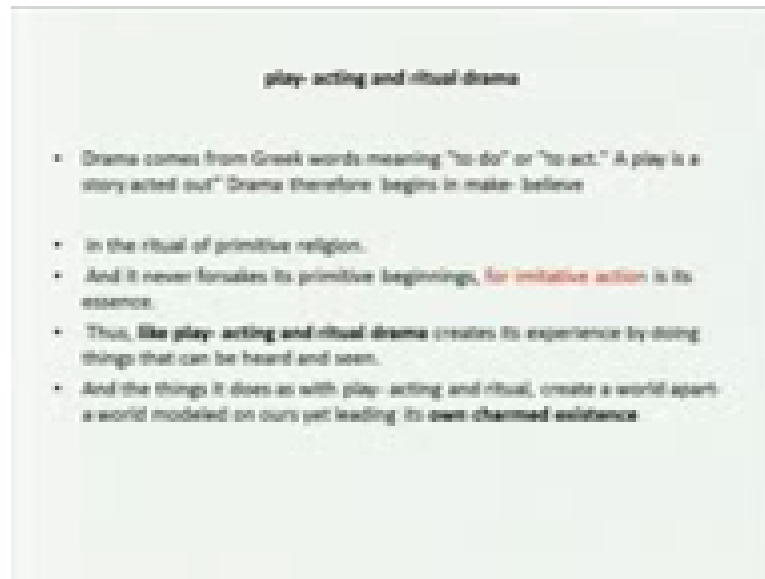 play- acting and ritual drama
• Drama comes from Greek words meaning "to do" or "to act." A play is a
story acted out" Drama therefore begins in make- believe
• in the ritual of primitive religion.
• And it never forsakes its primitive beginnings, for imitative action is its
essence.
• Thus, like play- acting and ritual drama creates its experience by doing
things that can be heard and seen.
• And the things it does as with play- acting and ritual, create a world apart-
a world modeled on ours yet leading its own charmed existence